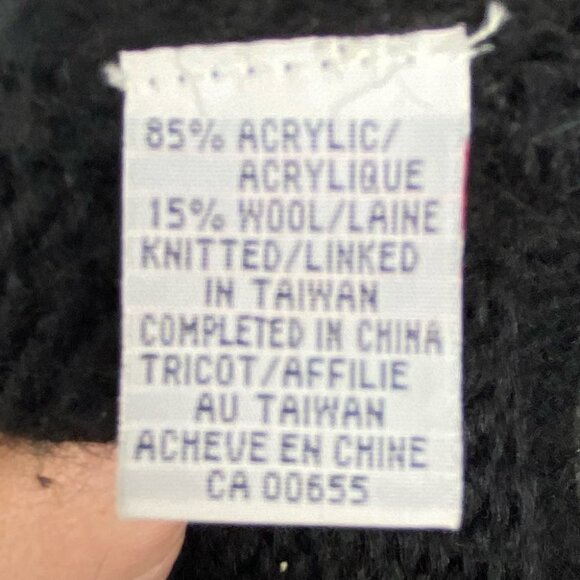 85% ACRYLIC/
ACRYLIQUE
15% WOOL/LAINE
KNITTED/LINKED
IN TAIWAN
COMPLETED IN CHINA
TRICOT/AFFILIE
AU TAIWAN
ACHEVE EN CHINE
CA 00655